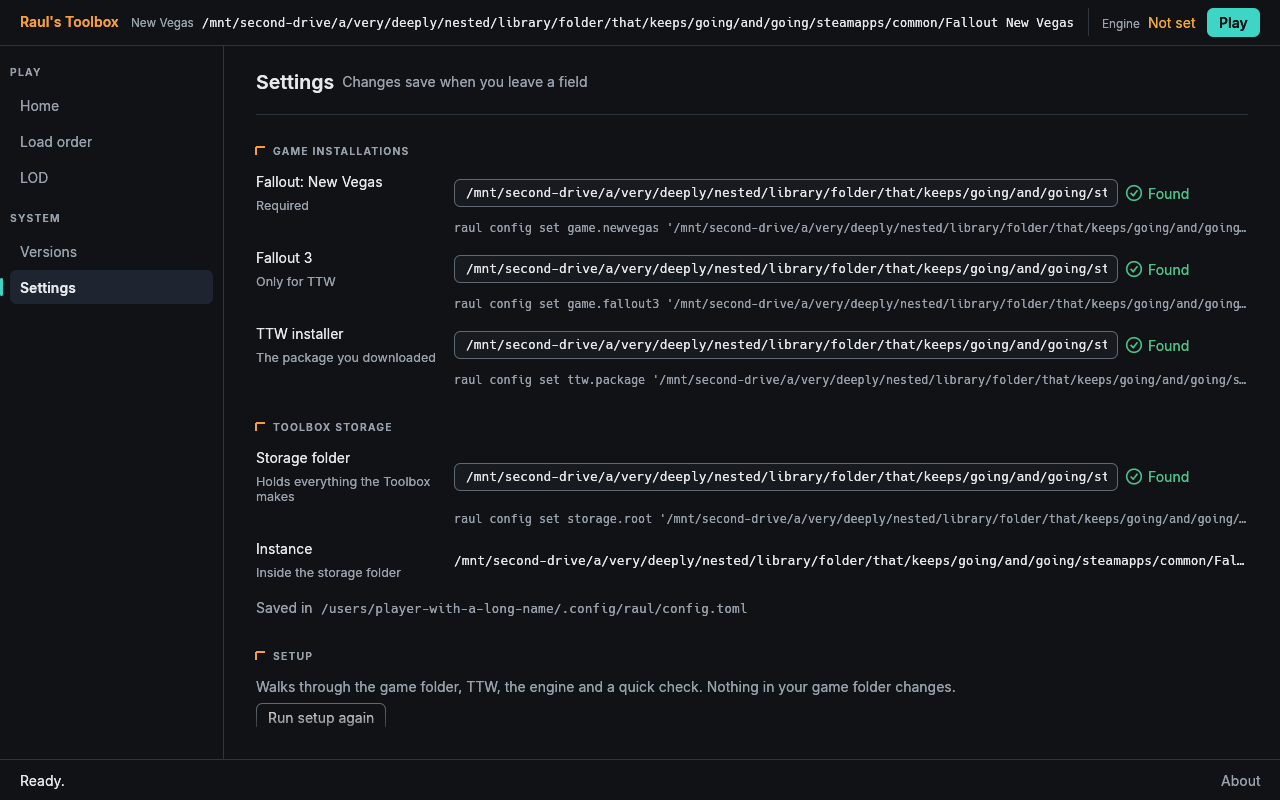 Raul's Toolbox New Vegas /mnt/second-drive/a/very/deeply/nested/library/folder/that/keeps/going/and/going/steamapps/common/Fallout New Vegas Engine Not set Play
PLAY
Home
Load order
LOD
SYSTEM
Versions
Settings
Settings Changes save when you leave a field
GAME INSTALLATIONS
Fallout: New Vegas
Required
/mnt/second-drive/a/very/deeply/nested/library/folder/that/keeps/going/and/going/st Found
raul config set game.newvegas '/mnt/second-drive/a/very/deeply/nested/library/folder/that/keeps/going/and/going…
Fallout 3
Only for TTW
/mnt/second-drive/a/very/deeply/nested/library/folder/that/keeps/going/and/going/st Found
raul config set game.fallout3 '/mnt/second-drive/a/very/deeply/nested/library/folder/that/keeps/going/and/going…
TTW installer
The package you downloaded
/mnt/second-drive/a/very/deeply/nested/library/folder/that/keeps/going/and/going/st Found
raul config set ttw.package '/mnt/second-drive/a/very/deeply/nested/library/folder/that/keeps/going/and/going/s…
TOOLBOX STORAGE
Storage folder
Holds everything the Toolbox
makes
/mnt/second-drive/a/very/deeply/nested/library/folder/that/keeps/going/and/going/st Found
raul config set storage.root '/mnt/second-drive/a/very/deeply/nested/library/folder/that/keeps/going/and/going/…
Instance
Inside the storage folder
/mnt/second-drive/a/very/deeply/nested/library/folder/that/keeps/going/and/going/steamapps/common/Fal…
Saved in /users/player-with-a-long-name/.config/raul/config.toml
SETUP
Walks through the game folder, TTW, the engine and a quick check. Nothing in your game folder changes.
Run setup again
Ready.
About